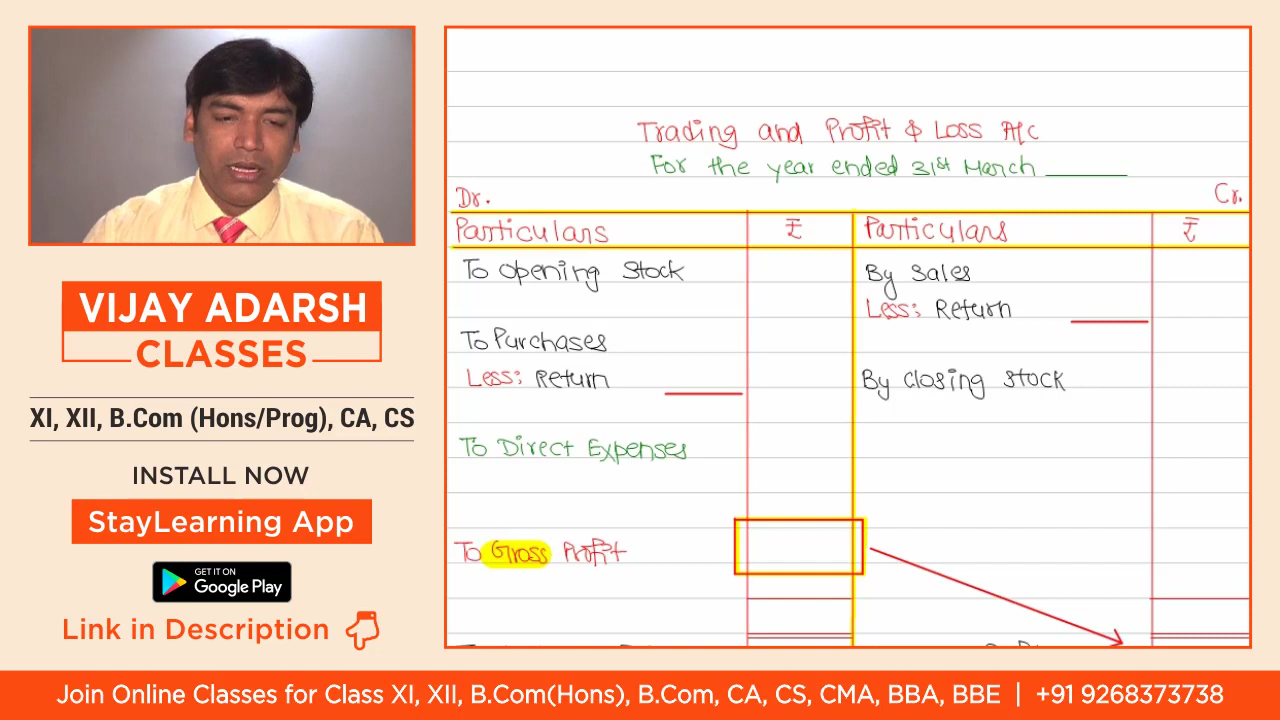 VIJAY ADARSH
CLASSES
XI, XII, B.Com (Hons/Prog), CA, CS
INSTALL NOW
StayLearning App
GET IT ON
Google Play
Link in Description
Trading and Profit & Loss A/c
For the year ended 31st March
Dr. Cr.
Particulars ₹ Particulars ₹
To Opening Stock By Sales
Less: Return
To Purchases
Less: Return By Closing Stock
To Direct Expenses
To Gross Profit
Join Online Classes for Class XI, XII, B.Com(Hons), B.Com, CA, CS, CMA, BBA, BBE | +91 9268373738